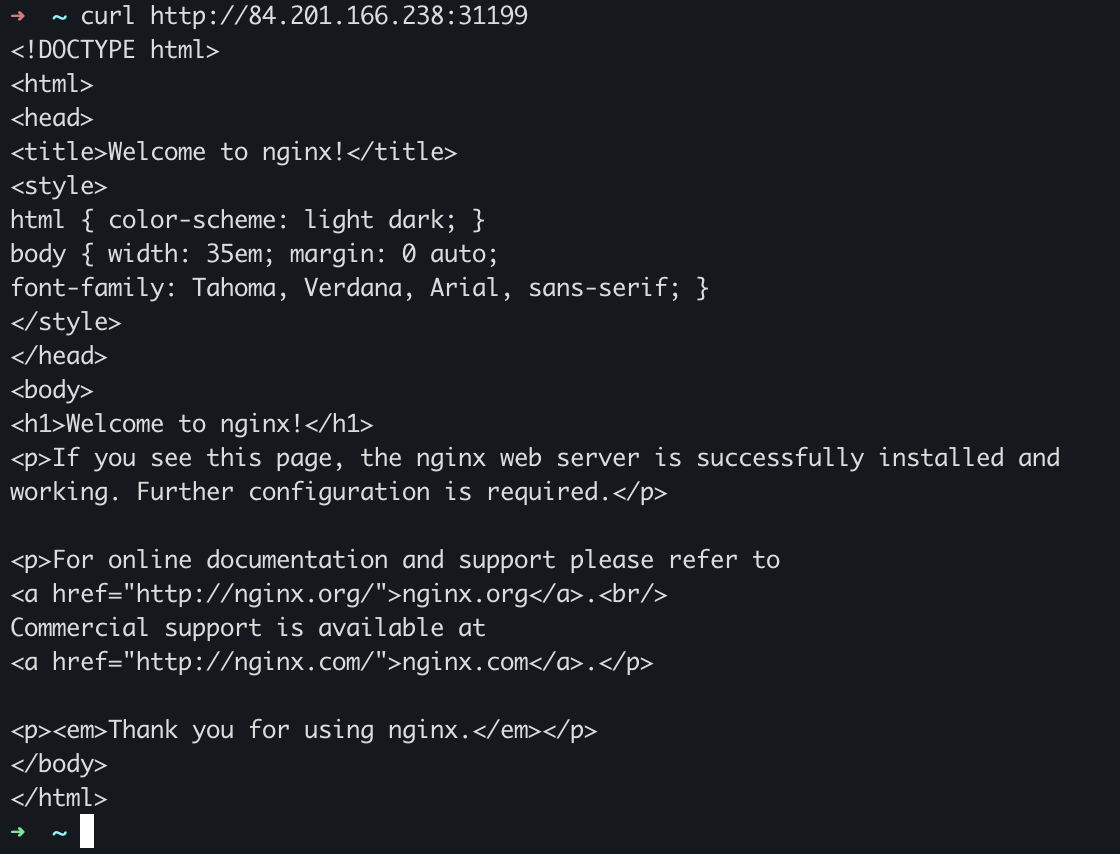 ➜  ~ curl http://84.201.166.238:31199
<!DOCTYPE html>
<html>
<head>
<title>Welcome to nginx!</title>
<style>
html { color-scheme: light dark; }
body { width: 35em; margin: 0 auto;
font-family: Tahoma, Verdana, Arial, sans-serif; }
</style>
</head>
<body>
<h1>Welcome to nginx!</h1>
<p>If you see this page, the nginx web server is successfully installed and
working. Further configuration is required.</p>

<p>For online documentation and support please refer to
<a href="http://nginx.org/">nginx.org</a>.<br/>
Commercial support is available at
<a href="http://nginx.com/">nginx.com</a>.</p>

<p><em>Thank you for using nginx.</em></p>
</body>
</html>
➜  ~